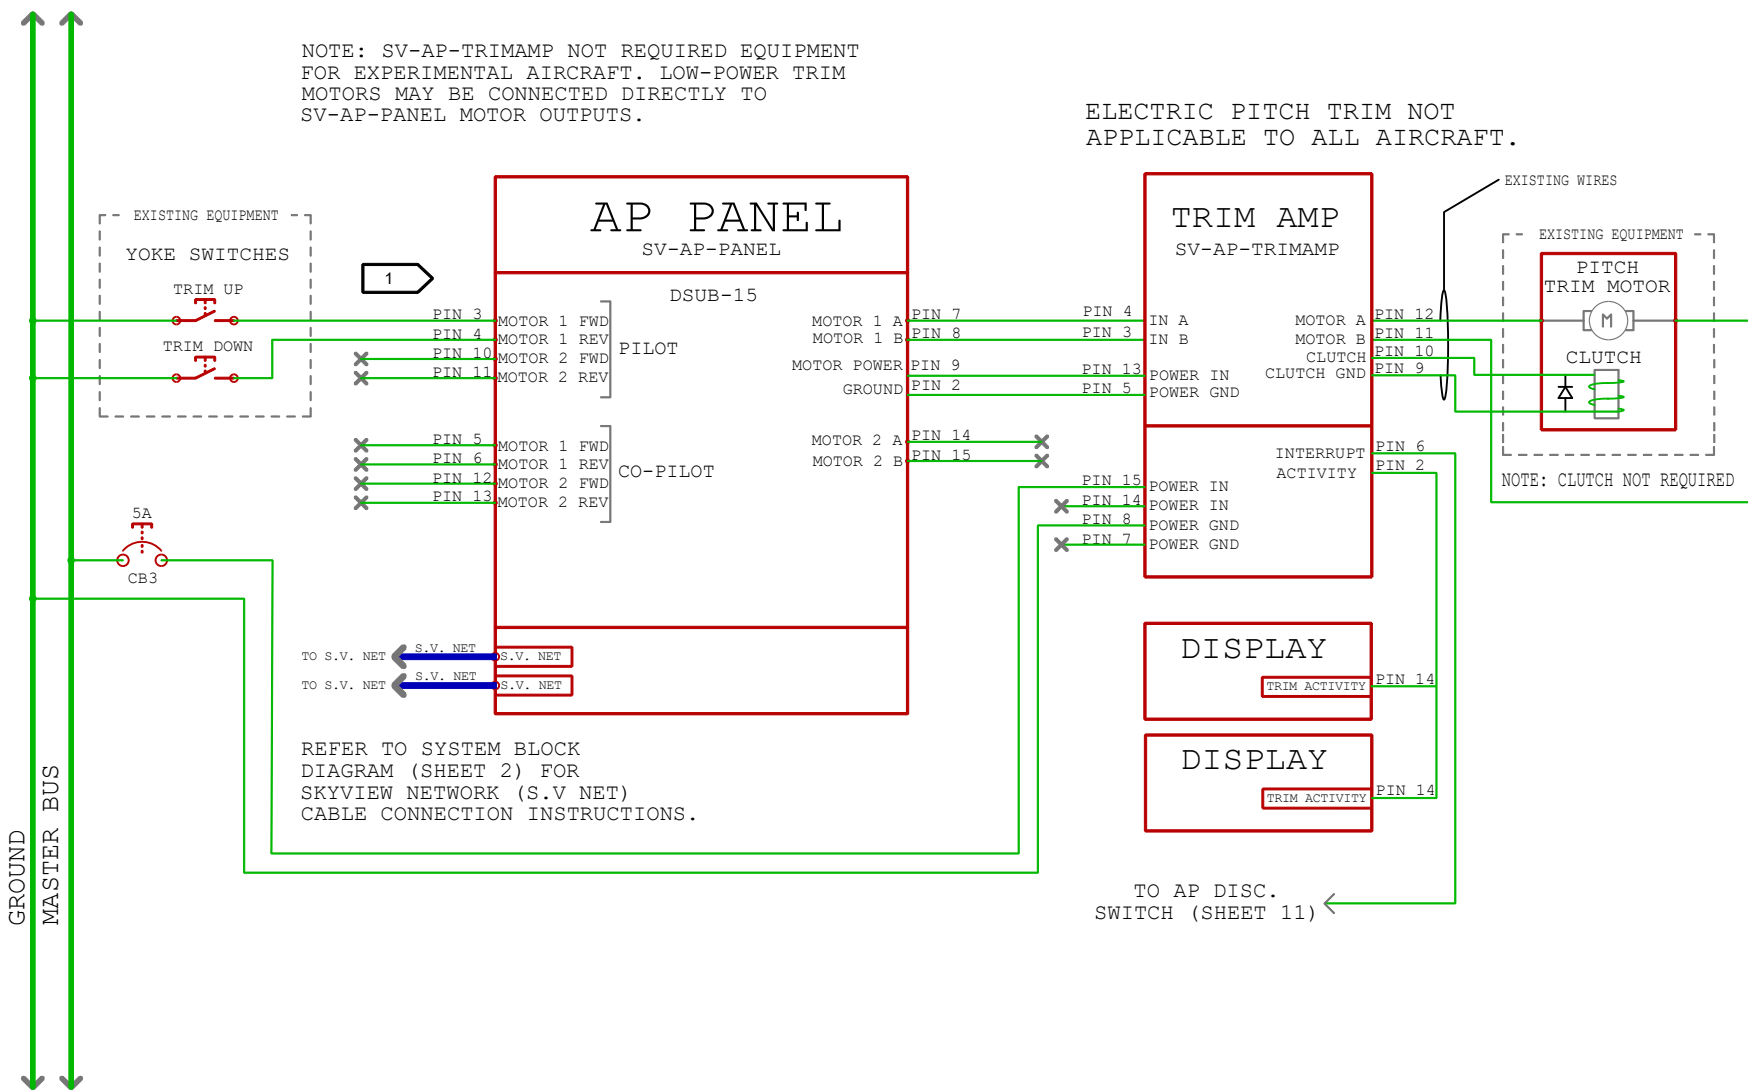 NOTE: SV-AP-TRIMAMP NOT REQUIRED EQUIPMENT
FOR EXPERIMENTAL AIRCRAFT. LOW-POWER TRIM
MOTORS MAY BE CONNECTED DIRECTLY TO
SV-AP-PANEL MOTOR OUTPUTS.
ELECTRIC PITCH TRIM NOT
APPLICABLE TO ALL AIRCRAFT.
EXISTING EQUIPMENT
YOKE SWITCHES
TRIM UP
TRIM DOWN
1
AP PANEL
SV-AP-PANEL
DSUB-15
PIN 3 MOTOR 1 FWD
PIN 4 MOTOR 1 REV
PIN 10 MOTOR 2 FWD
PIN 11 MOTOR 2 REV
PILOT
PIN 5 MOTOR 1 FWD
PIN 6 MOTOR 1 REV
PIN 12 MOTOR 2 FWD
PIN 13 MOTOR 2 REV
CO-PILOT
MOTOR 1 A PIN 7
MOTOR 1 B PIN 8
MOTOR POWER PIN 9
GROUND PIN 2
MOTOR 2 A PIN 14
MOTOR 2 B PIN 15
S.V. NET
TO S.V. NET
S.V. NET
S.V. NET
TO S.V. NET
S.V. NET
TRIM AMP
SV-AP-TRIMAMP
PIN 4 IN A
PIN 3 IN B
PIN 13 POWER IN
PIN 5 POWER GND
MOTOR A PIN 12
MOTOR B PIN 11
CLUTCH PIN 10
CLUTCH GND PIN 9
INTERRUPT PIN 6
ACTIVITY PIN 2
PIN 15 POWER IN
PIN 14 POWER IN
PIN 8 POWER GND
PIN 7 POWER GND
EXISTING WIRES
EXISTING EQUIPMENT
PITCH
TRIM MOTOR
M
CLUTCH
NOTE: CLUTCH NOT REQUIRED
5A
CB3
DISPLAY
TRIM ACTIVITY PIN 14
DISPLAY
TRIM ACTIVITY PIN 14
REFER TO SYSTEM BLOCK
DIAGRAM (SHEET 2) FOR
SKYVIEW NETWORK (S.V NET)
CABLE CONNECTION INSTRUCTIONS.
TO AP DISC.
SWITCH (SHEET 11)
GROUND
MASTER BUS